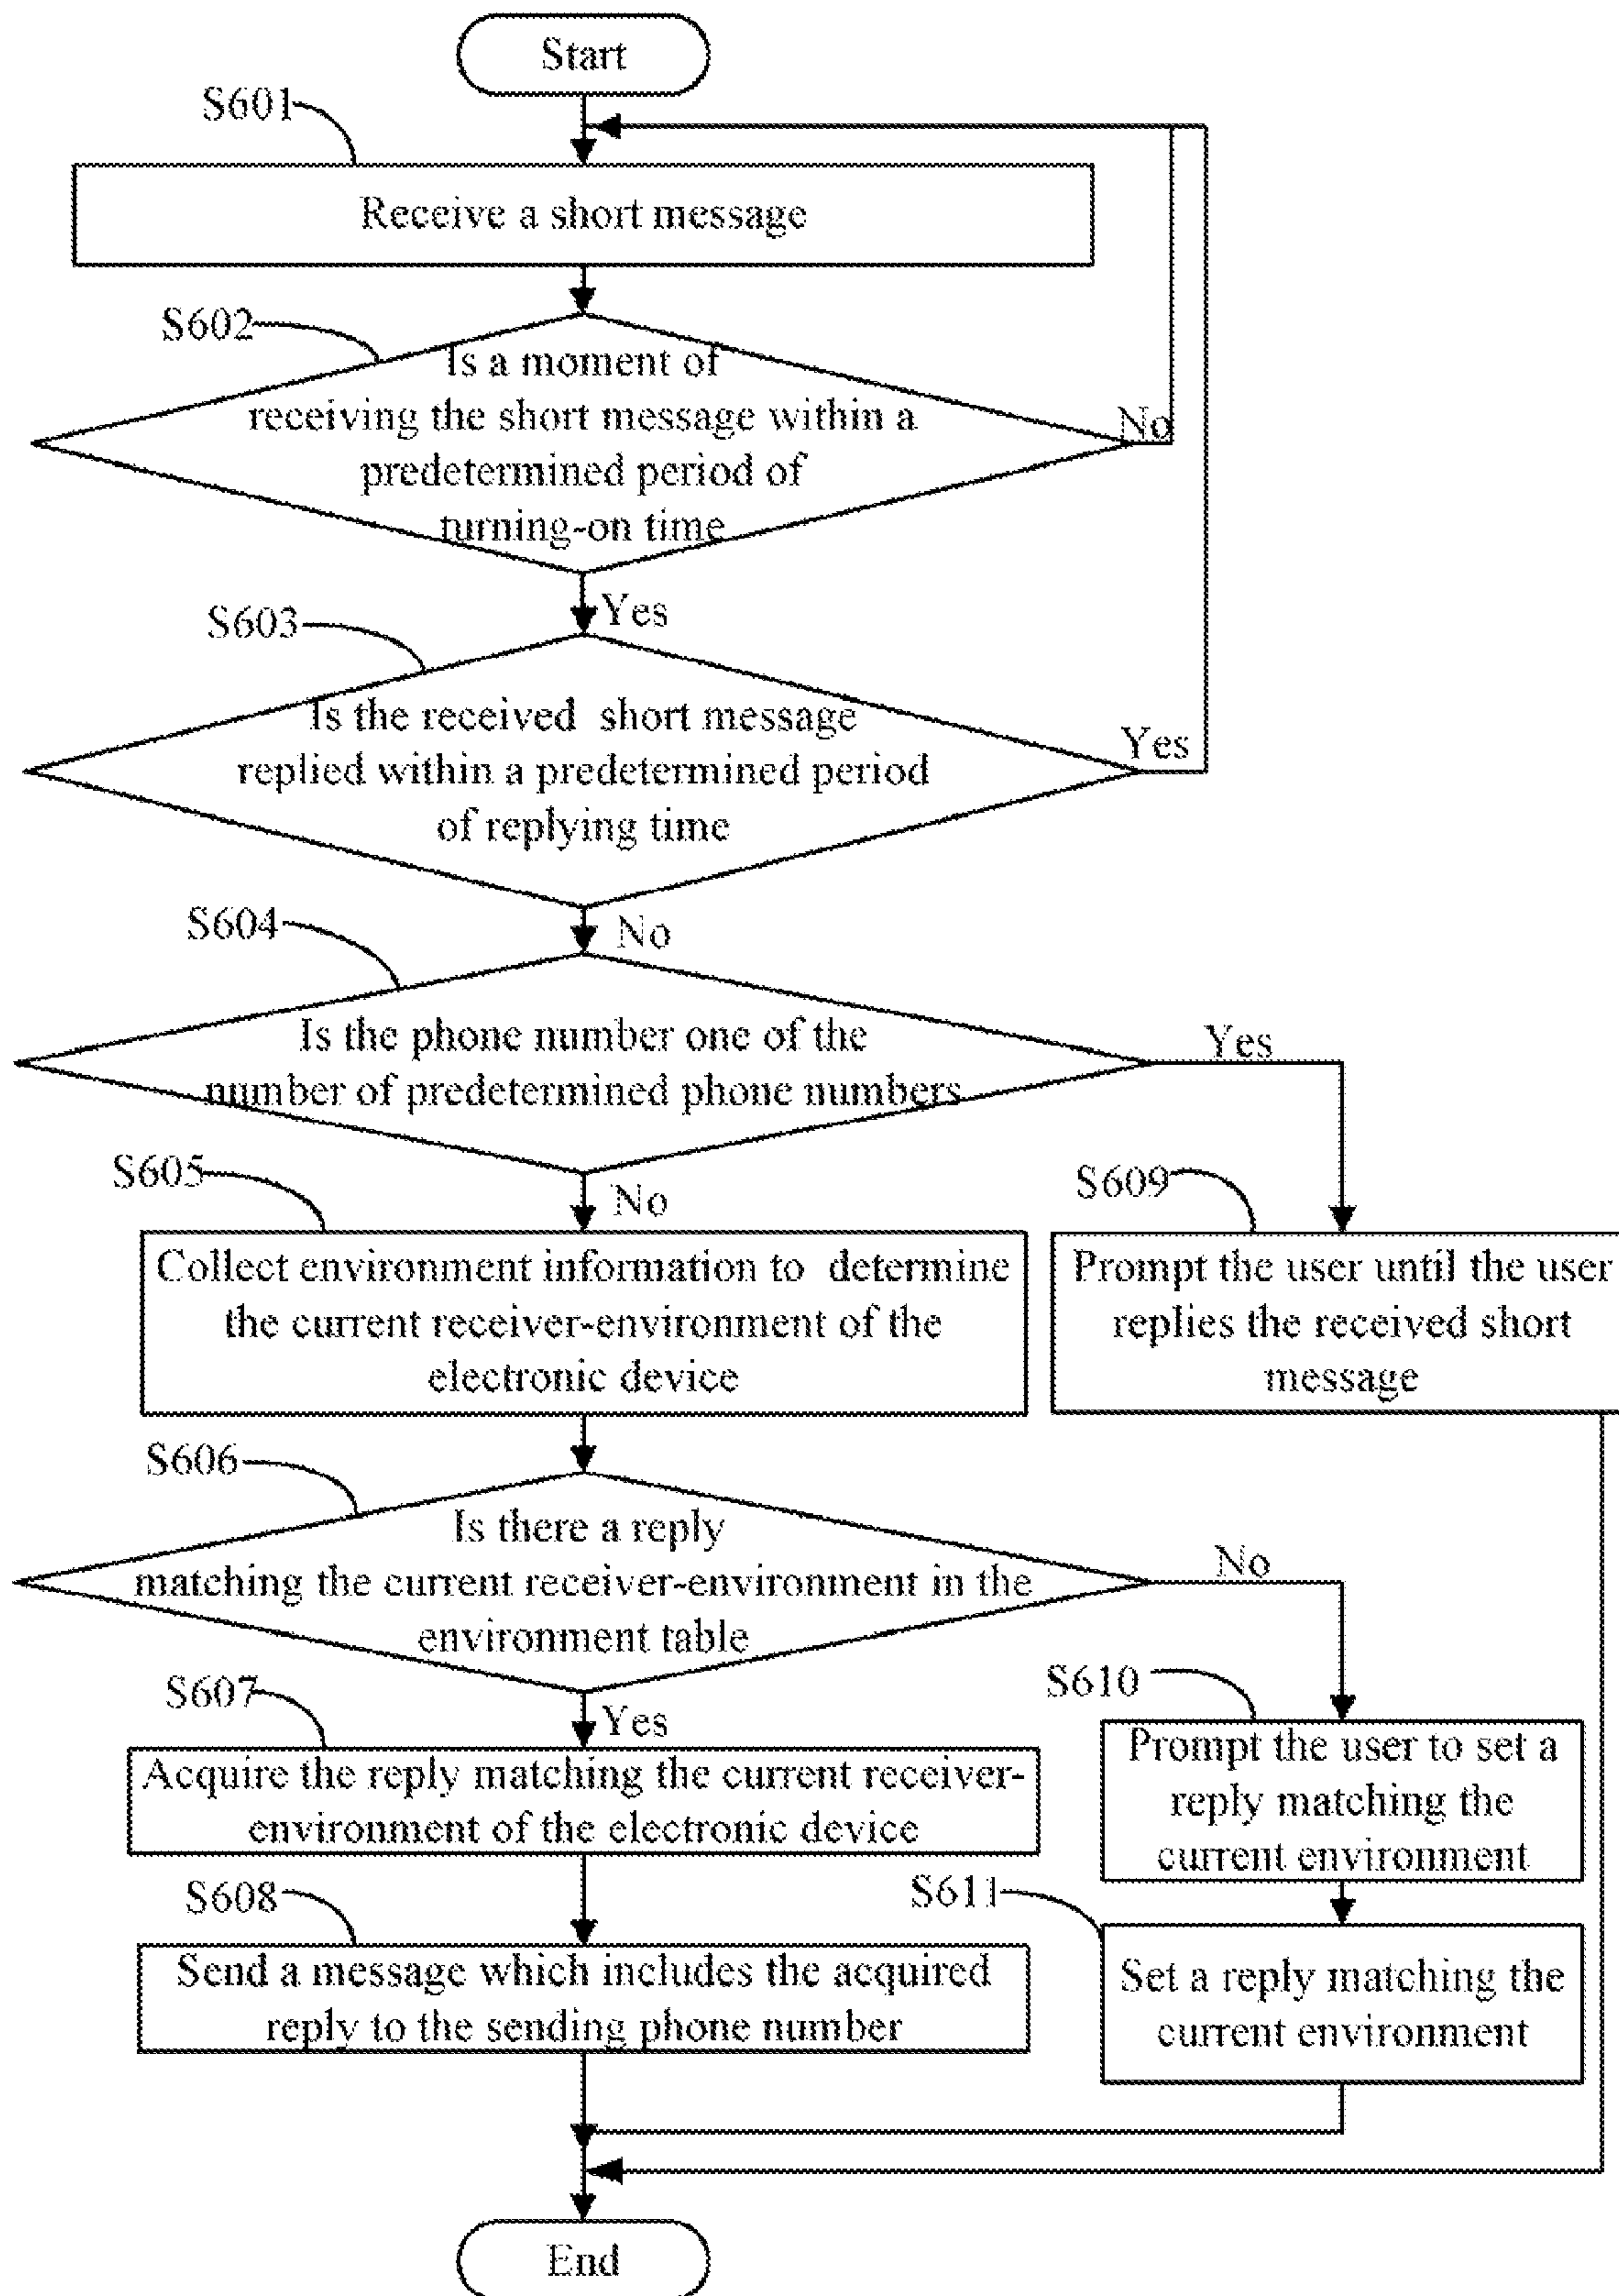 Start
S601
Receive a short message
S602
Is a moment of
receiving the short message within a
predetermined period of
turning-on time
No
Yes
S603
Is the received short message
replied within a predetermined period
of replying time
Yes
No
S604
Is the phone number one of the
number of predetermined phone numbers
Yes
No
S605
Collect environment information to determine
the current receiver-environment of the
electronic device
S609
Prompt the user until the user
replies the received short
message
S606
Is there a reply
matching the current receiver-environment in the
environment table
No
Yes
S607
Acquire the reply matching the current receiver-
environment of the electronic device
S610
Prompt the user to set a
reply matching the
current environment
S608
Send a message which includes the acquired
reply to the sending phone number
S611
Set a reply matching the
current environment
End